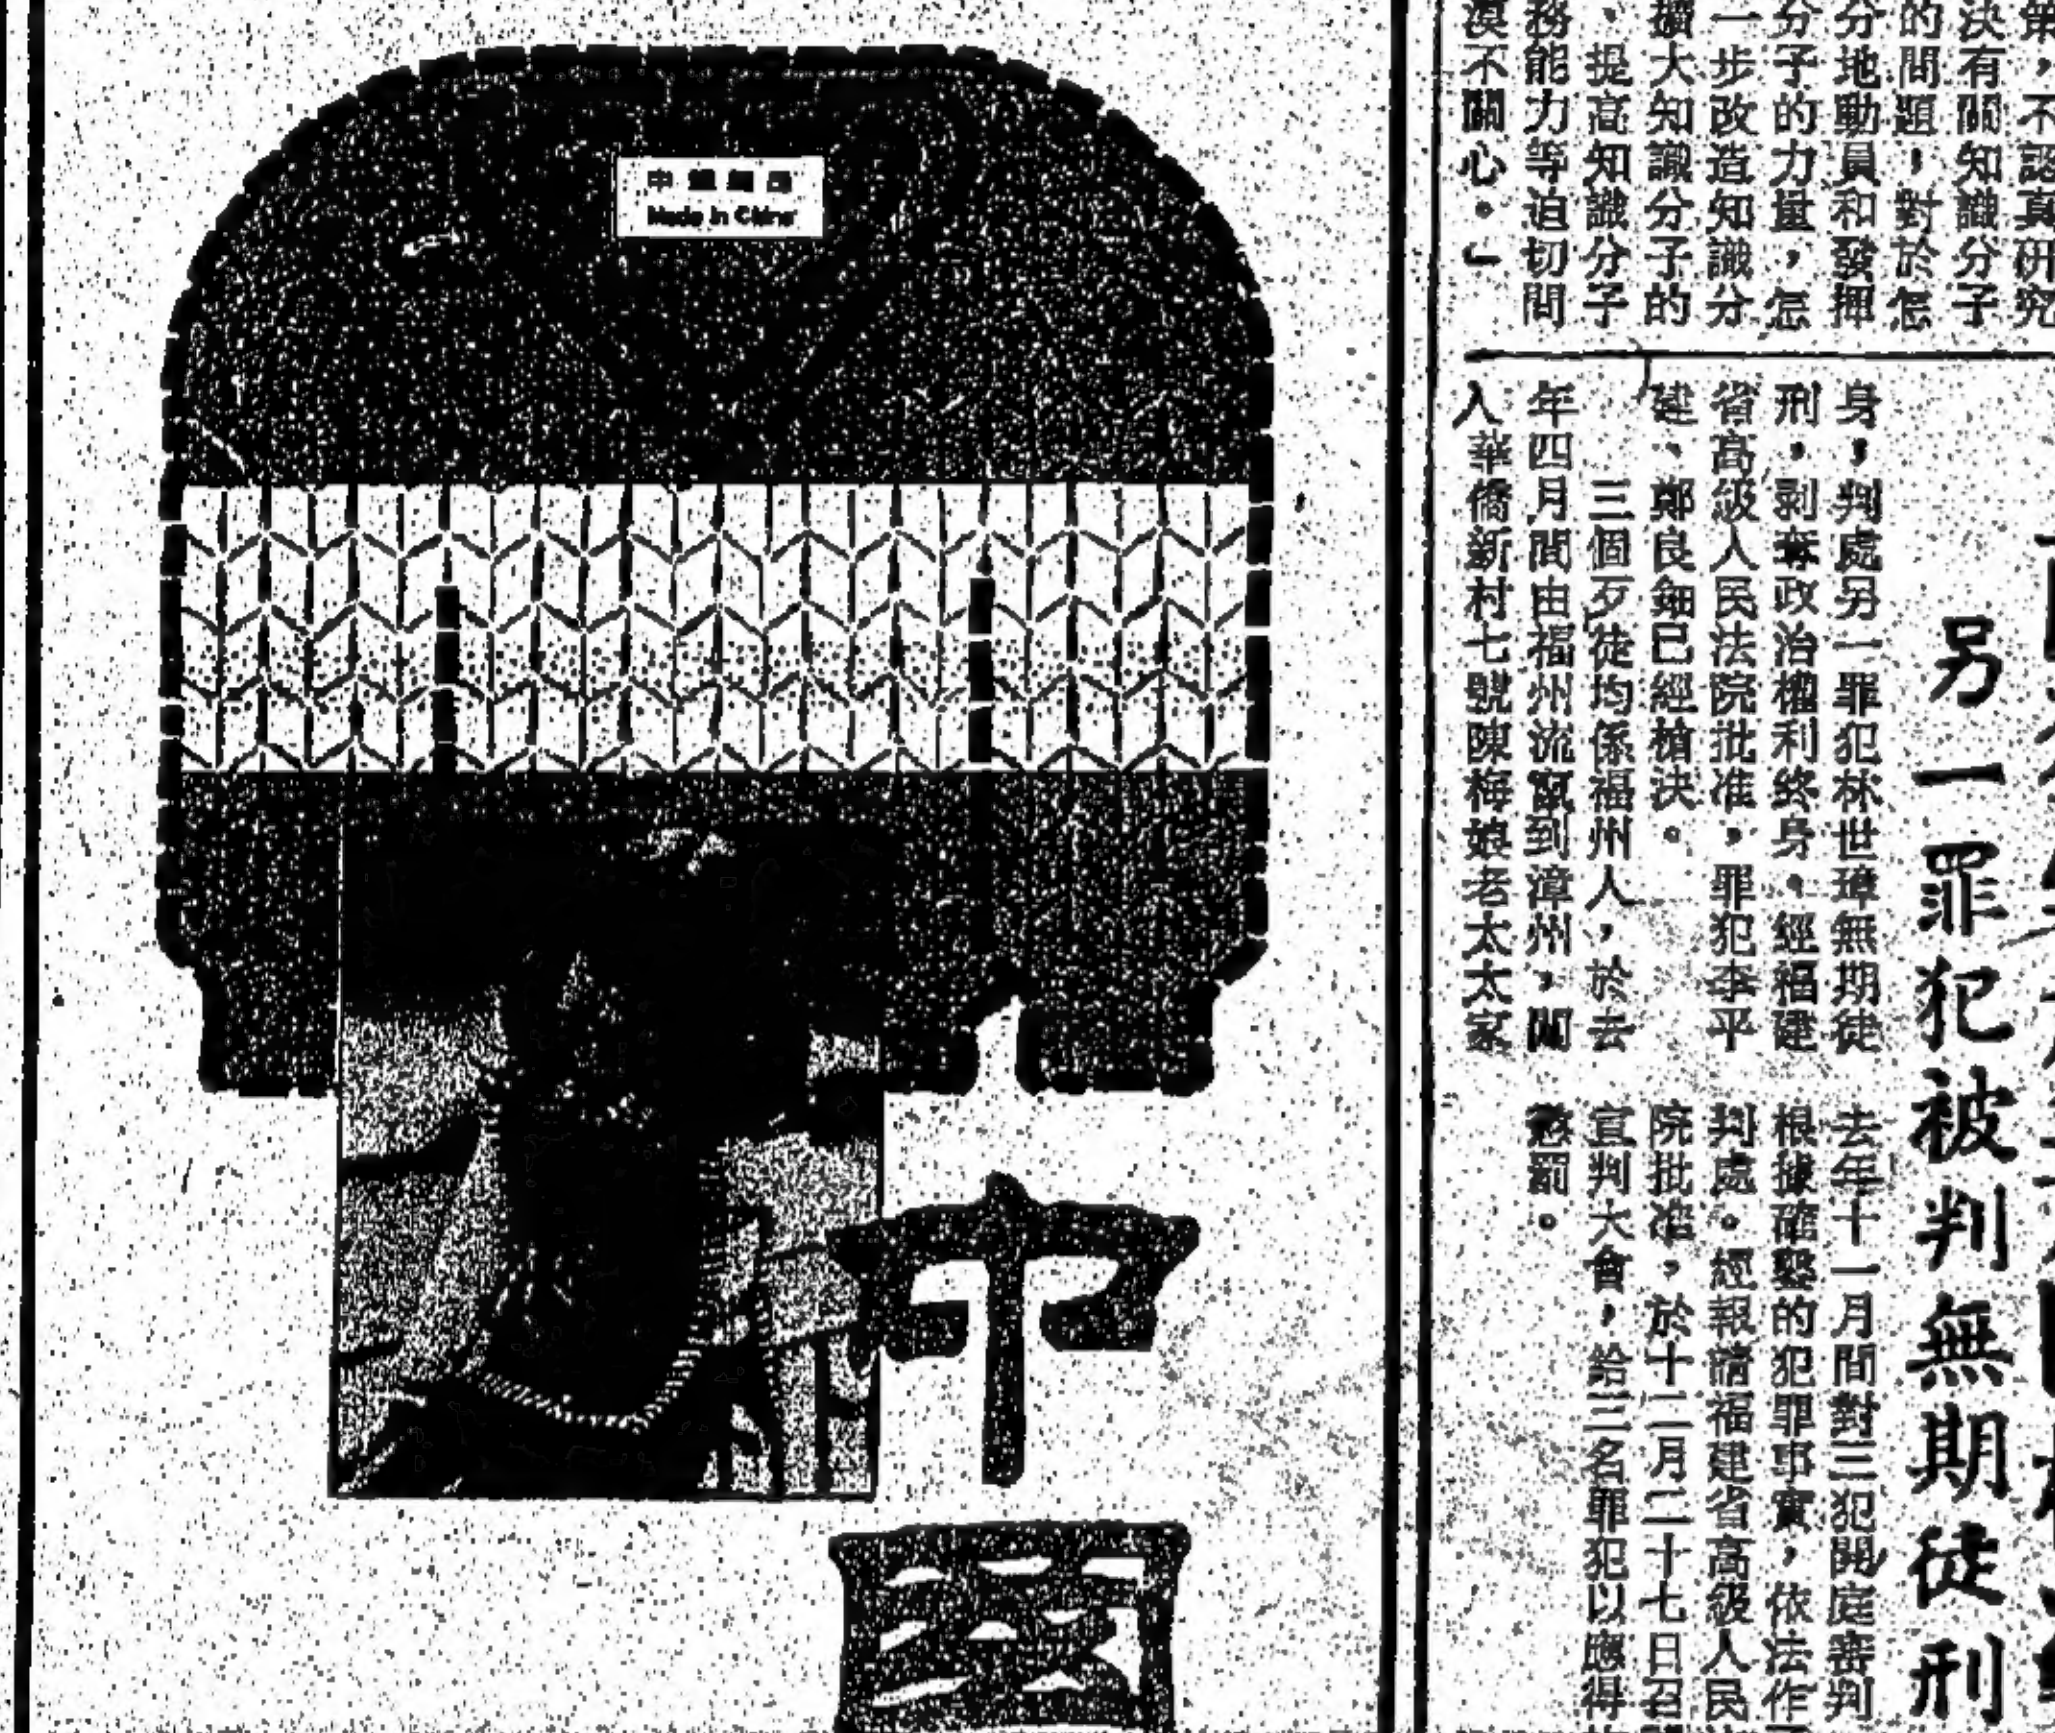 中國製品
Made in China
中
國
策，不認真研究
決有關知識分子
的問題，對於怎
分地動員和發揮
分子的力量，怎
一步改造知識分
擴大知識分子的
、提高知識分子
務能力等迫切問
漠不關心。」
另一罪犯被判無期徒刑
身，判處另一罪犯林世璋無期徒
刑，剥奪政治權利終身。經福建
省高級人民法院批准，罪犯李平
建、鄭良鈿已經槍決。
三個歹徒均係福州人，於去
年四月間由福州流竄到漳州，闖
入華僑新村七號陳梅娘老太太家
去年十一月間對三犯開庭審判
根據確鑿的犯罪事實，依法作
判處。經報請福建省高級人民
院批准，於十二月二十七日召
宣判大會，給三名罪犯以應得
懲罰。